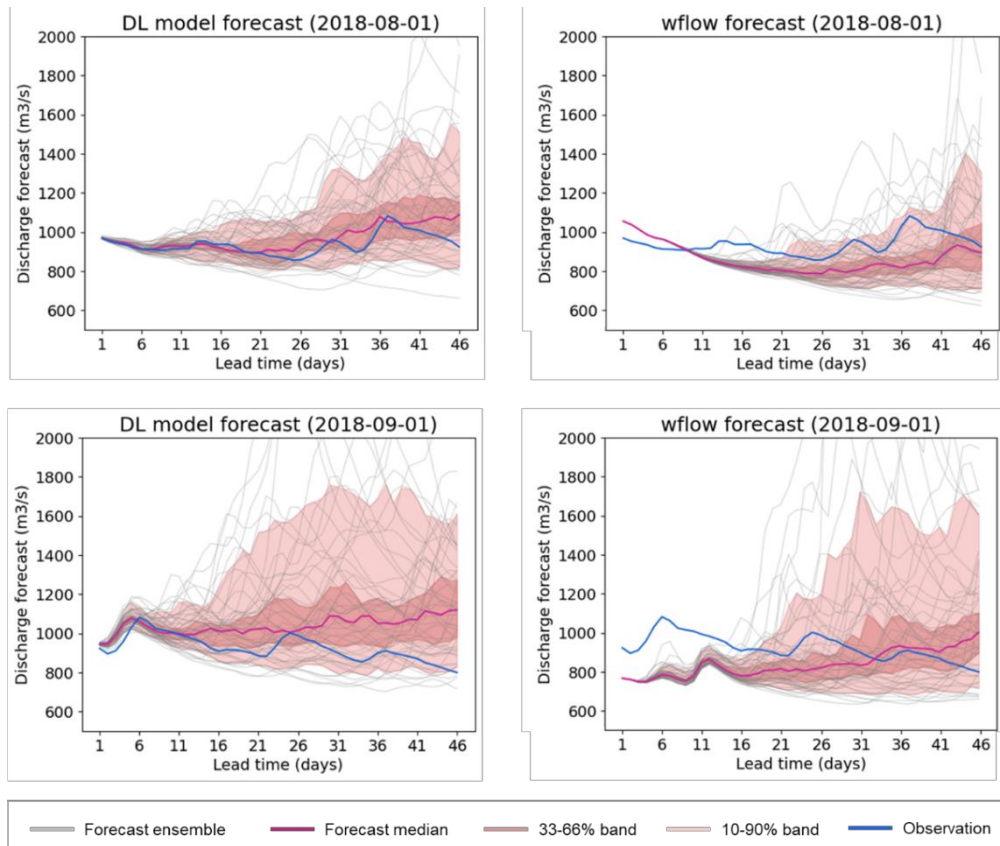 DL model forecast (2018-08-01)
Discharge forecast (m3/s)
2000
1800
1600
1400
1200
1000
800
600
1 6 11 16 21 26 31 36 41 46
Lead time (days)
wflow forecast (2018-08-01)
Discharge forecast (m3/s)
2000
1800
1600
1400
1200
1000
800
600
1 6 11 16 21 26 31 36 41 46
Lead time (days)
DL model forecast (2018-09-01)
Discharge forecast (m3/s)
2000
1800
1600
1400
1200
1000
800
600
1 6 11 16 21 26 31 36 41 46
Lead time (days)
wflow forecast (2018-09-01)
Discharge forecast (m3/s)
2000
1800
1600
1400
1200
1000
800
600
1 6 11 16 21 26 31 36 41 46
Lead time (days)
Forecast ensemble Forecast median 33-66% band 10-90% band Observation